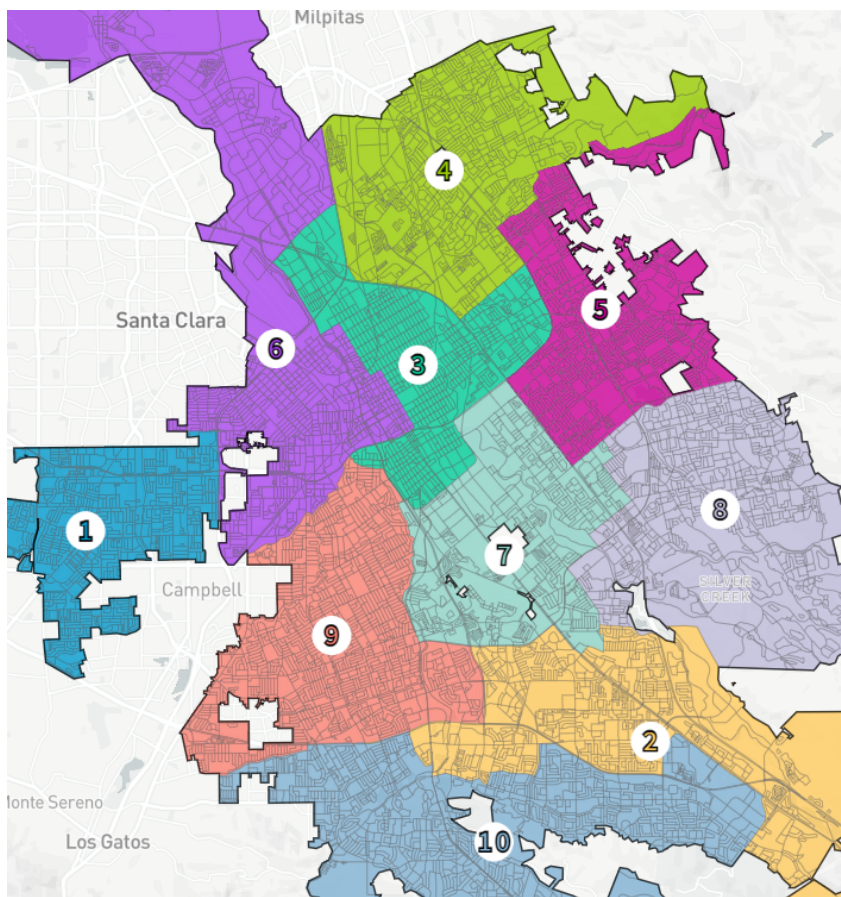 Milpitas
4
5
Santa Clara
6
3
1
8
7
SILVER
CREEK
Campbell
9
2
Monte Sereno
Los Gatos
10